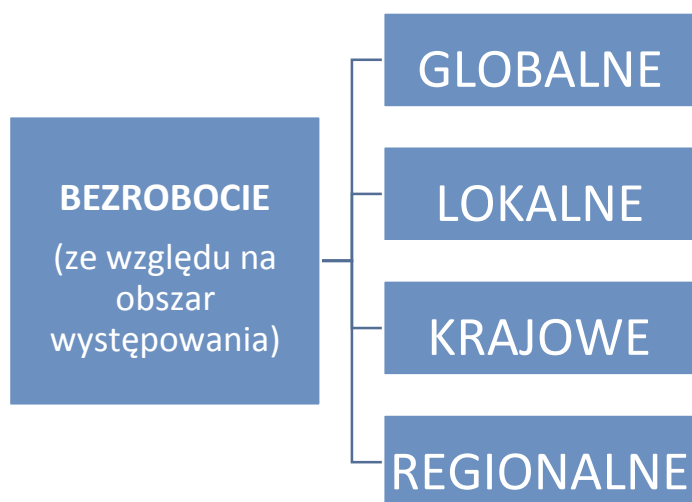 BEZROBOCIE
(ze względu na
obszar
występowania)
GLOBALNE
LOKALNE
KRAJOWE
REGIONALNE